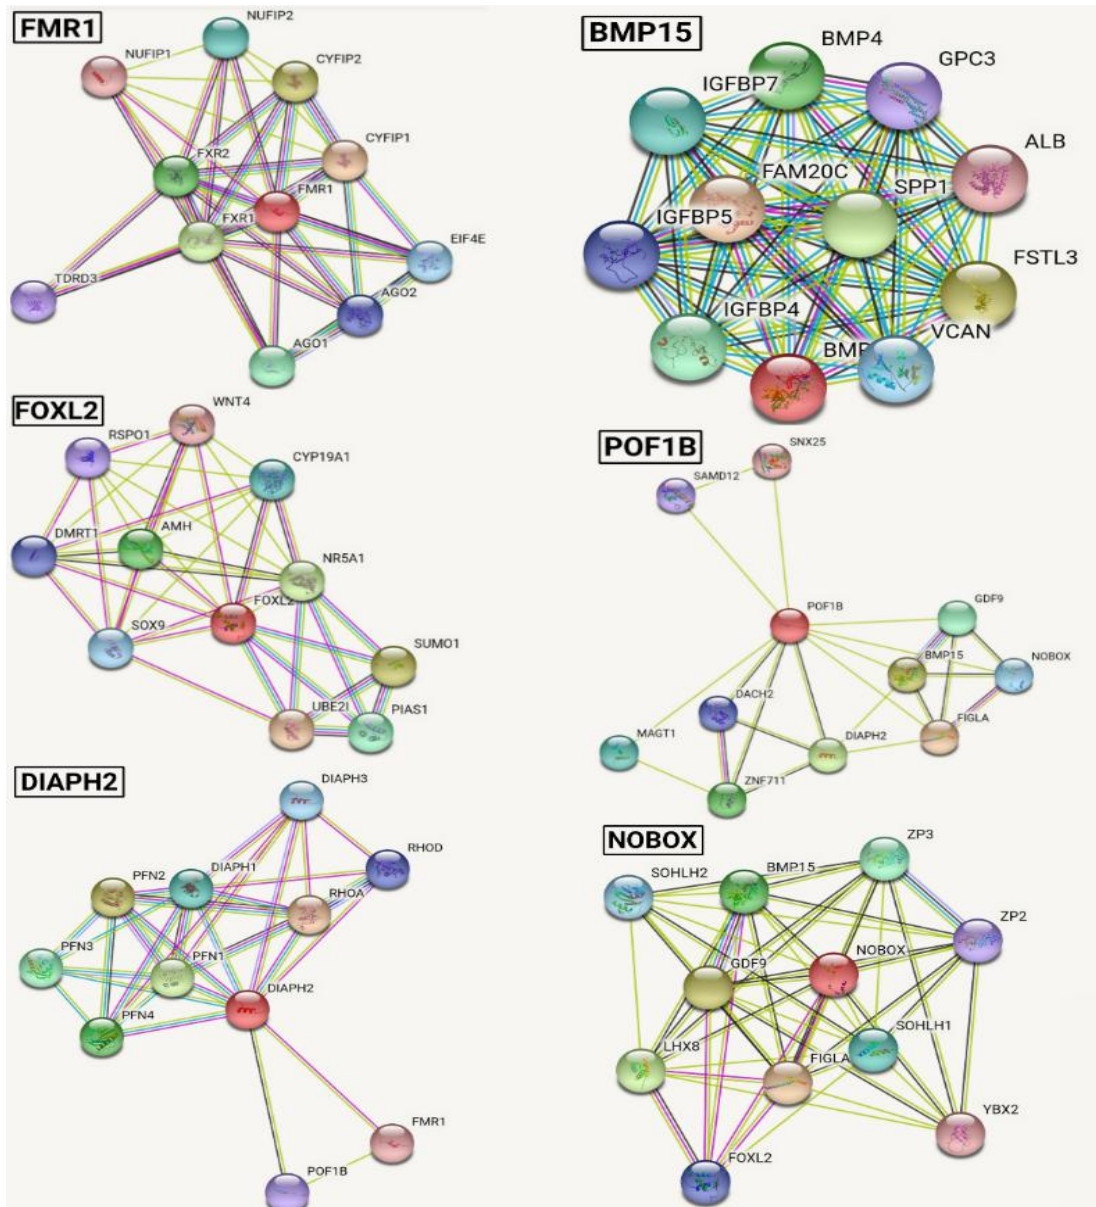 FMR1
NUFIP2
NUFIP1
CYFIP2
CYFIP1
FXR2
FMR1
FXR1
EIF4E
TDRD3
AGO2
AGO1
BMP15
BMP4
GPC3
IGFBP7
ALB
FAM20C
SPP1
IGFBP5
FSTL3
IGFBP4
VCAN
BMP
FOXL2
WNT4
RSPO1
CYP19A1
DMRT1
AMH
NR5A1
FOXL2
SOX9
SUMO1
UBE2I
PIAS1
POF1B
SNX25
SAMD12
POF1B
GDF9
BMP15
NOBOX
DACH2
FIGLA
MAGT1
DIAPH2
ZNF711
DIAPH2
DIAPH3
RHOD
DIAPH1
PFN2
RHOA
PFN3
PFN1
DIAPH2
PFN4
FMR1
POF1B
NOBOX
ZP3
BMP15
SOHLH2
ZP2
GDF9
NOBOX
SOHLH1
LHX8
FIGLA
YBX2
FOXL2